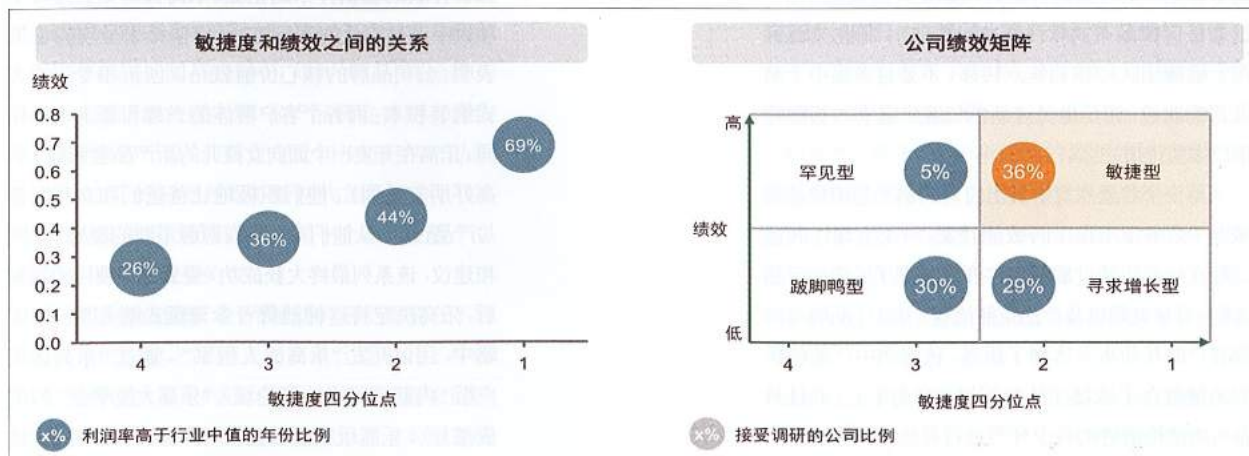 敏捷度和绩效之间的关系
绩效
0.8
0.7
0.6
0.5
0.4
0.3
0.2
0.1
0.0
26%
36%
44%
69%
4
3
2
1
敏捷度四分位点
x% 利润率高于行业中值的年份比例
公司绩效矩阵
高
罕见型
5%
36%
敏捷型
绩效
跛脚鸭型
30%
29%
寻求增长型
低
4
3
2
1
敏捷度四分位点
x% 接受调研的公司比例